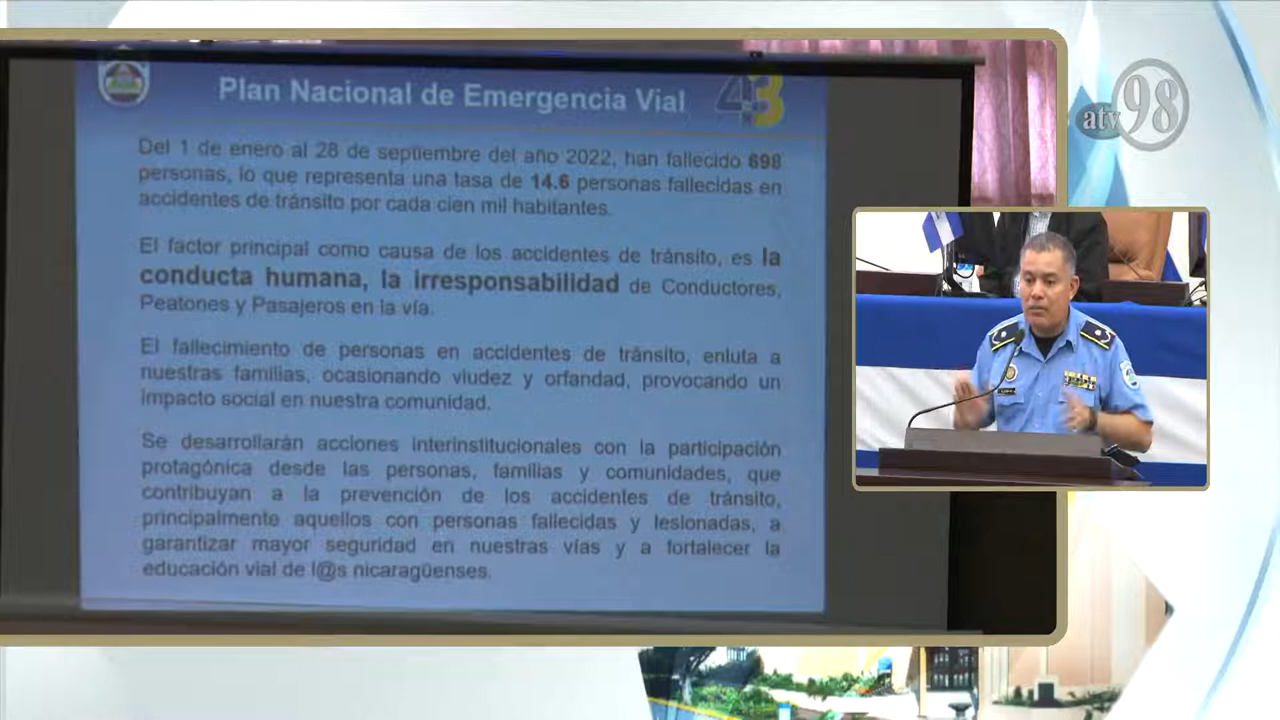 Plan Nacional de Emergencia Vial
43
Del 1 de enero al 28 de septiembre del año 2022, han fallecido 698
personas, lo que representa una tasa de 14.6 personas fallecidas en
accidentes de tránsito por cada cien mil habitantes.
El factor principal como causa de los accidentes de tránsito, es la
conducta humana, la irresponsabilidad de Conductores,
Peatones y Pasajeros en la vía.
El fallecimiento de personas en accidentes de tránsito, enluta a
nuestras familias, ocasionando viudez y orfandad, provocando un
impacto social en nuestra comunidad.
Se desarrollarán acciones interinstitucionales con la participación
protagónica desde las personas, familias y comunidades, que
contribuyan a la prevención de los accidentes de tránsito,
principalmente aquellos con personas fallecidas y lesionadas, a
garantizar mayor seguridad en nuestras vías y a fortalecer la
educación vial de l@s nicaragüenses.
atv 98